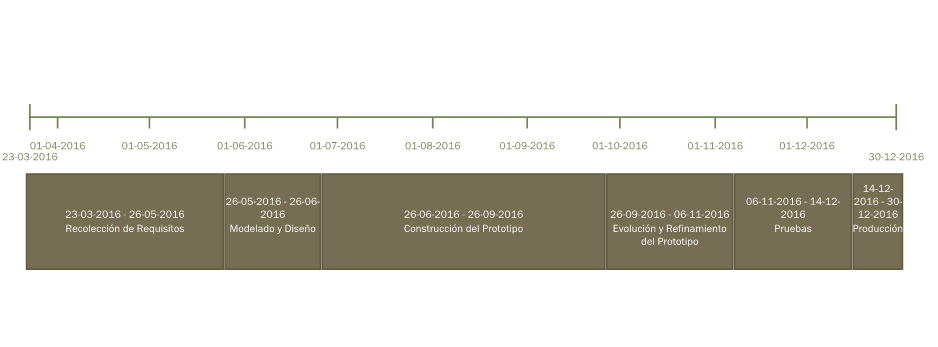 01-04-2016
01-05-2016
01-06-2016
01-07-2016
01-08-2016
01-09-2016
01-10-2016
01-11-2016
01-12-2016
23-03-2016
30-12-2016
23-03-2016 - 26-05-2016
Recolección de Requisitos
26-05-2016 - 26-06-
2016
Modelado y Diseño
26-06-2016 - 26-09-2016
Construcción del Prototipo
26-09-2016 - 06-11-2016
Evolución y Refinamiento
del Prototipo
06-11-2016 - 14-12-
2016
Pruebas
14-12-
2016 - 30-
12-2016
Producción